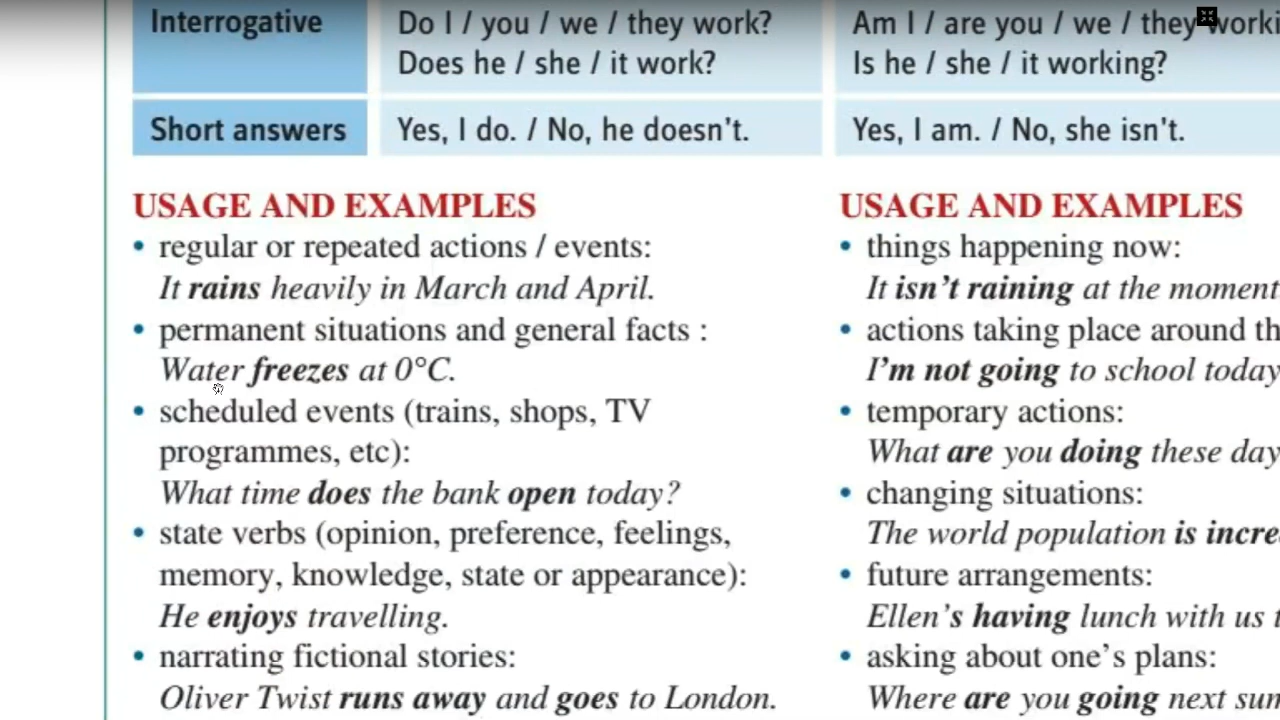 Interrogative
Do I / you / we / they work?
Does he / she / it work?
Am I / are you / we / they
Is he / she / it working?
Short answers
Yes, I do. / No, he doesn't.
Yes, I am. / No, she isn't.
USAGE AND EXAMPLES
• regular or repeated actions / events:
It rains heavily in March and April.
• permanent situations and general facts :
Water freezes at 0°C.
• scheduled events (trains, shops, TV
programmes, etc):
What time does the bank open today?
• state verbs (opinion, preference, feelings,
memory, knowledge, state or appearance):
He enjoys travelling.
• narrating fictional stories:
Oliver Twist runs away and goes to London.
USAGE AND EXAMPLES
• things happening now:
It isn't raining at the moment
• actions taking place around
I'm not going to school today
• temporary actions:
What are you doing these
• changing situations:
The world population is
• future arrangements:
Ellen's having lunch with us
• asking about one's plans:
Where are you going next